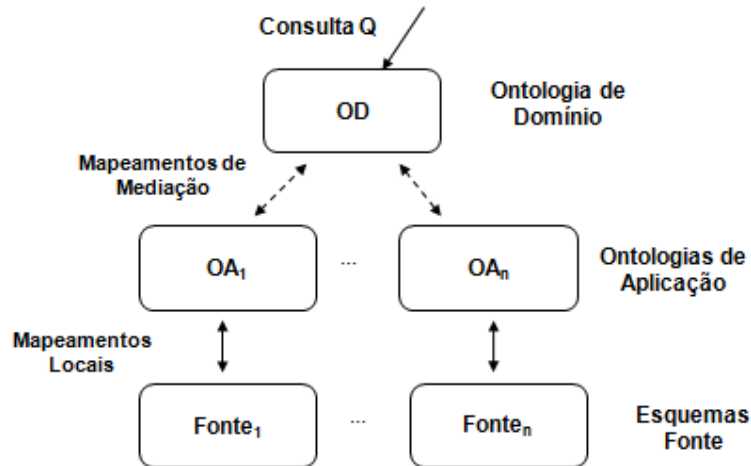 Consulta Q
OD
Ontologia de
Domínio
Mapeamentos de
Mediação
OA1
...
OAn
Ontologias de
Aplicação
Mapeamentos
Locais
Fonte1
...
Fonten
Esquemas
Fonte